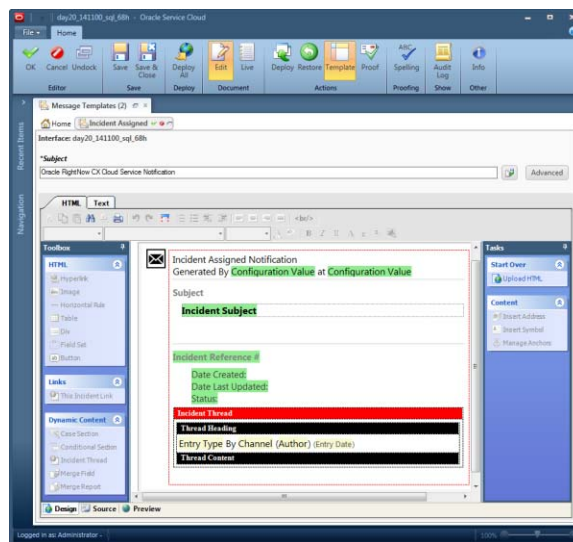 day20_141100_sql_68h - Oracle Service Cloud
File Home
OK Cancel Undock Save Save & Close Deploy All Edit Live Deploy Restore Template Proof Spelling Audit Log Info
Editor Save Deploy Document Actions Proofing Show Other
Message Templates (2)
Home Incident Assigned
Interface: day20_141100_sql_68h
*Subject
Oracle RightNow CX Cloud Service Notification
Advanced
HTML Text
Recent Items
Navigation
Toolbox
HTML
Hyperlink
Image
Horizontal Rule
Table
Div
Field Set
Button
Links
This Incident Link
Dynamic Content
Case Section
Conditional Section
Incident Thread
Merge Field
Merge Report
Incident Assigned Notification
Generated By Configuration Value at Configuration Value
Subject
Incident Subject
Incident Reference #
Date Created:
Date Last Updated:
Status:
Incident Thread
Thread Heading
Entry Type By Channel (Author) (Entry Date)
Thread Content
Tasks
Start Over
Upload HTML
Content
Insert Address
Insert Symbol
Manage Anchors
Design Source Preview
Logged in as: Administrator
100%